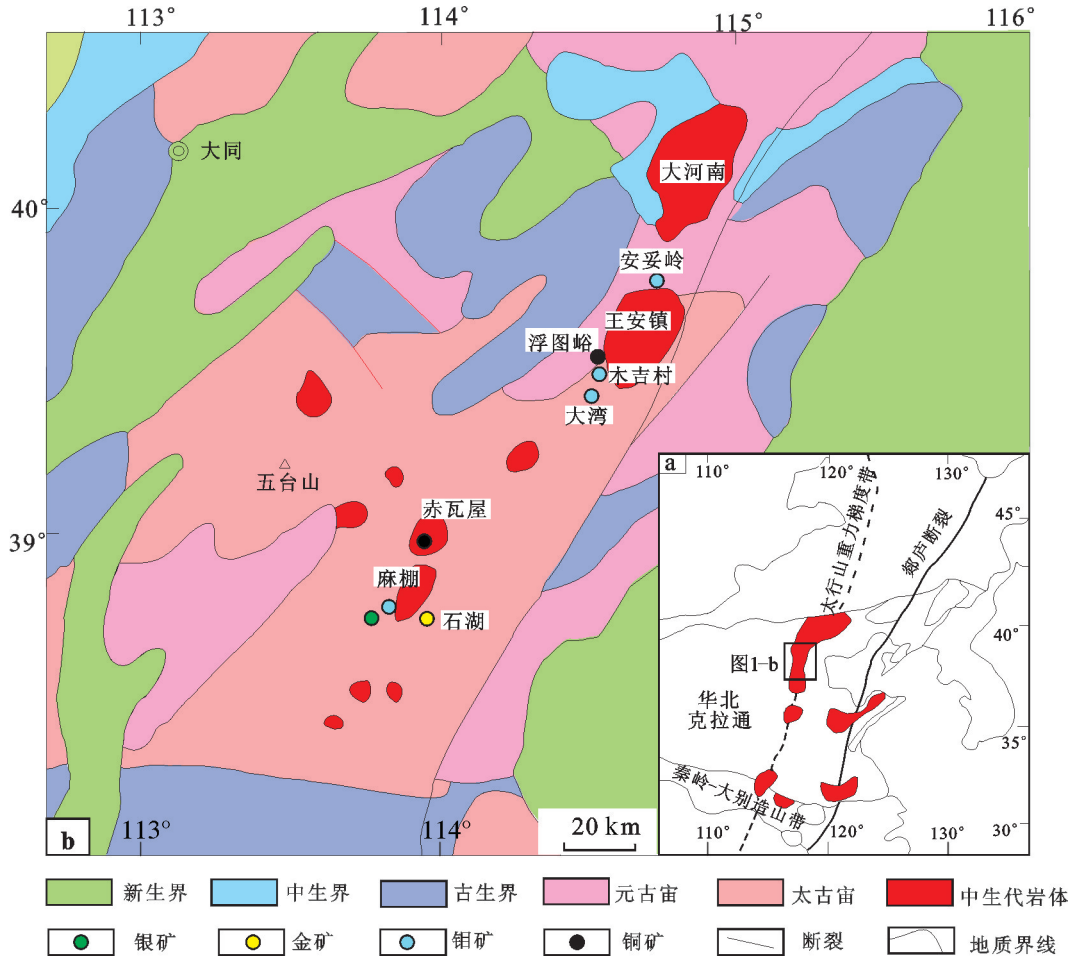 113°
114°
115°
116°
大同
大河南
40°
安妥岭
王安镇
浮图峪
木吉村
大湾
五台山
赤瓦屋
39°
麻棚
石湖
a
110°
120°
130°
太行山重力梯度带
郯庐断裂
45°
40°
图1-b
华北
克拉通
35°
秦岭-大别造山带
110°
120°
130°
30°
b
113°
114°
20 km
新生界
中生界
古生界
元古宙
太古宙
中生代岩体
银矿
金矿
钼矿
铜矿
断裂
地质界线